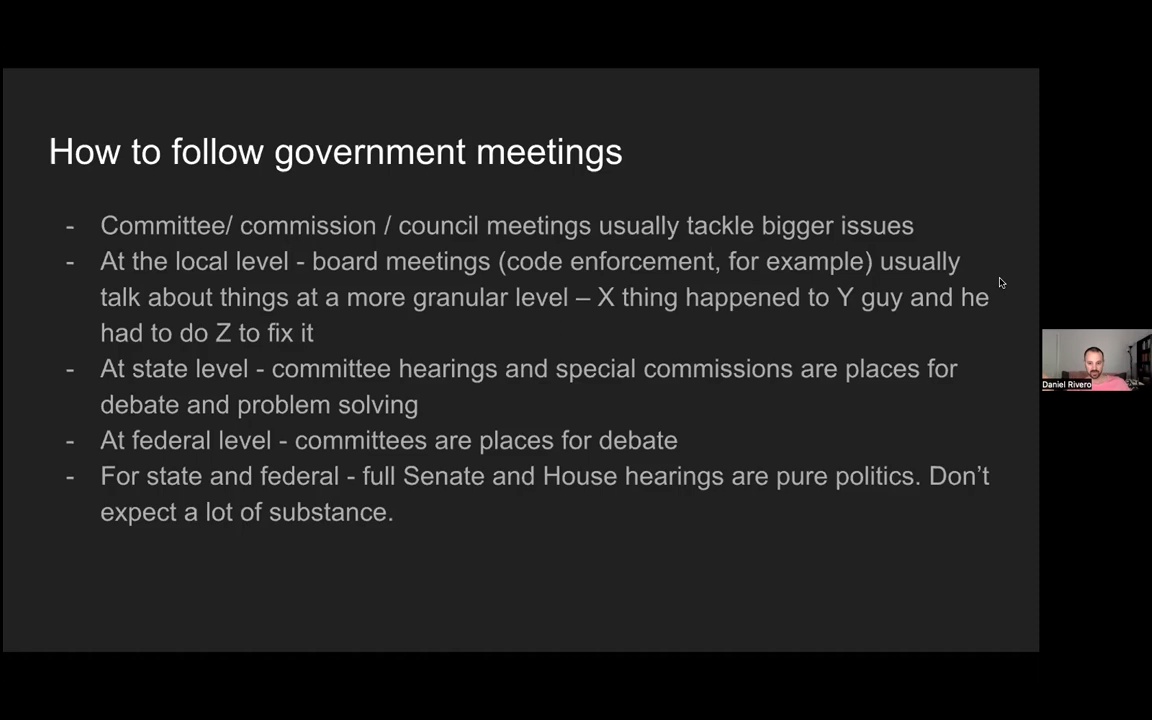 How to follow government meetings
- Committee/ commission / council meetings usually tackle bigger issues
- At the local level - board meetings (code enforcement, for example) usually
talk about things at a more granular level – X thing happened to Y guy and he
had to do Z to fix it
- At state level - committee hearings and special commissions are places for
debate and problem solving
- At federal level - committees are places for debate
- For state and federal - full Senate and House hearings are pure politics. Don’t
expect a lot of substance.
Daniel Rivero